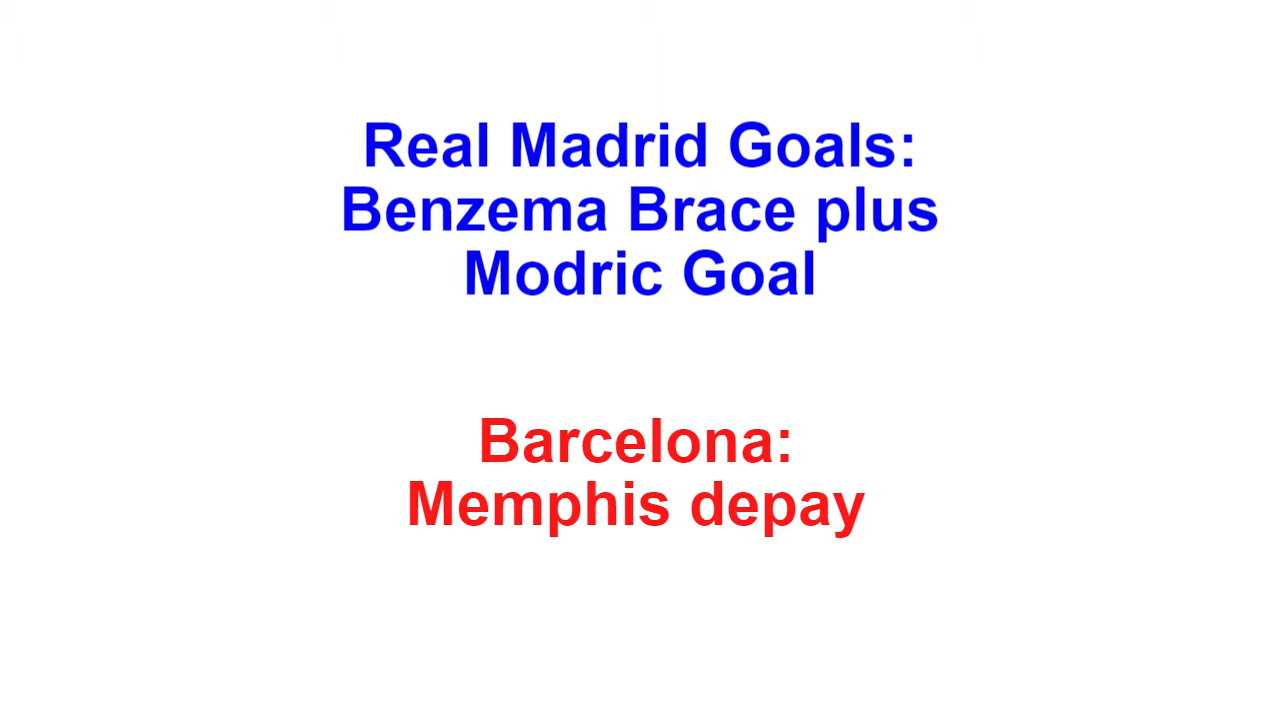 Real Madrid Goals:
Benzema Brace plus
Modric Goal
Barcelona:
Memphis depay